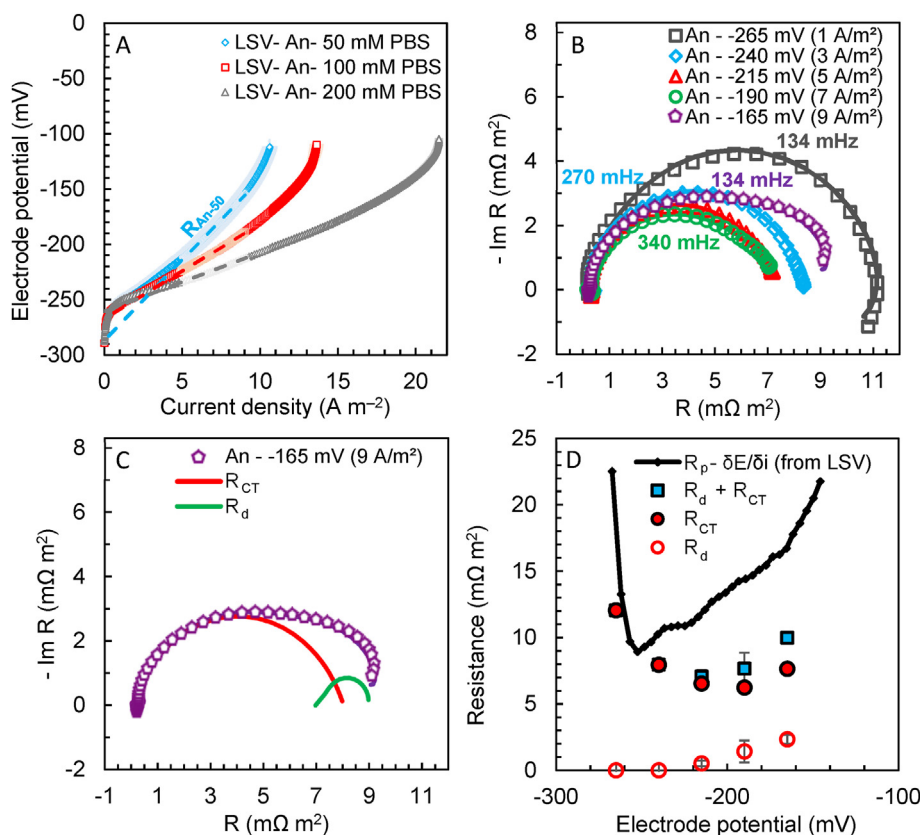 A
LSV- An- 50 mM PBS
LSV- An- 100 mM PBS
LSV- An- 200 mM PBS
R An-50
Electrode potential (mV)
0
-50
-100
-150
-200
-250
-300
0
5
10
15
20
Current density (A m⁻²)
B
An - -265 mV (1 A/m²)
An - -240 mV (3 A/m²)
An - -215 mV (5 A/m²)
An - -190 mV (7 A/m²)
An - -165 mV (9 A/m²)
134 mHz
270 mHz
134 mHz
340 mHz
- Im R (mΩ m²)
8
6
4
2
0
-2
-1
1
3
5
7
9
11
R (mΩ m²)
C
An - -165 mV (9 A/m²)
R CT
R d
- Im R (mΩ m²)
8
6
4
2
0
-2
-1
1
3
5
7
9
11
R (mΩ m²)
D
R p - δE/δi (from LSV)
R d + R CT
R CT
R d
Resistance (mΩ m²)
25
20
15
10
5
0
-300
-200
-100
Electrode potential (mV)